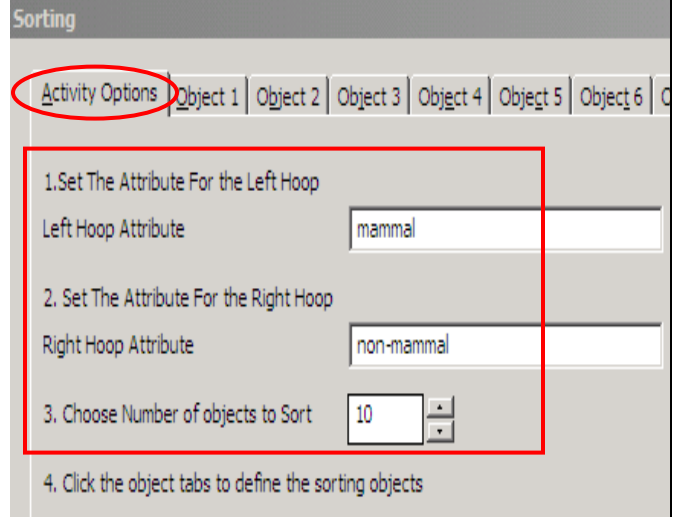 Sorting
Activity Options Object 1 Object 2 Object 3 Object 4 Object 5 Object 6
1.Set The Attribute For the Left Hoop
Left Hoop Attribute mammal
2. Set The Attribute For the Right Hoop
Right Hoop Attribute non-mammal
3. Choose Number of objects to Sort 10
4. Click the object tabs to define the sorting objects